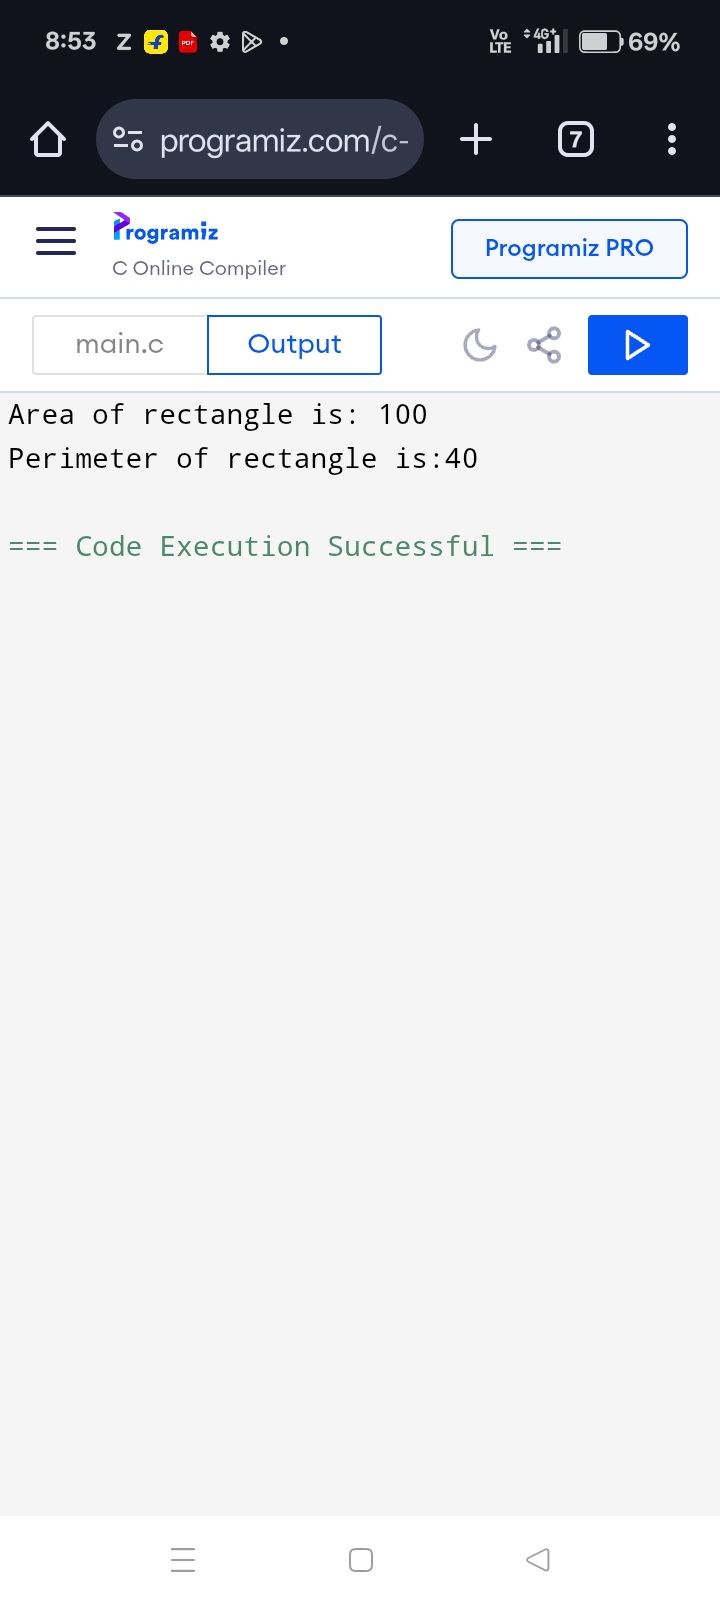 8:53 Z PDF Vo LTE 4G+ 69%
programiz.com/c- 7
Programiz
C Online Compiler
Programiz PRO
main.c Output
Area of rectangle is: 100
Perimeter of rectangle is:40
=== Code Execution Successful ===